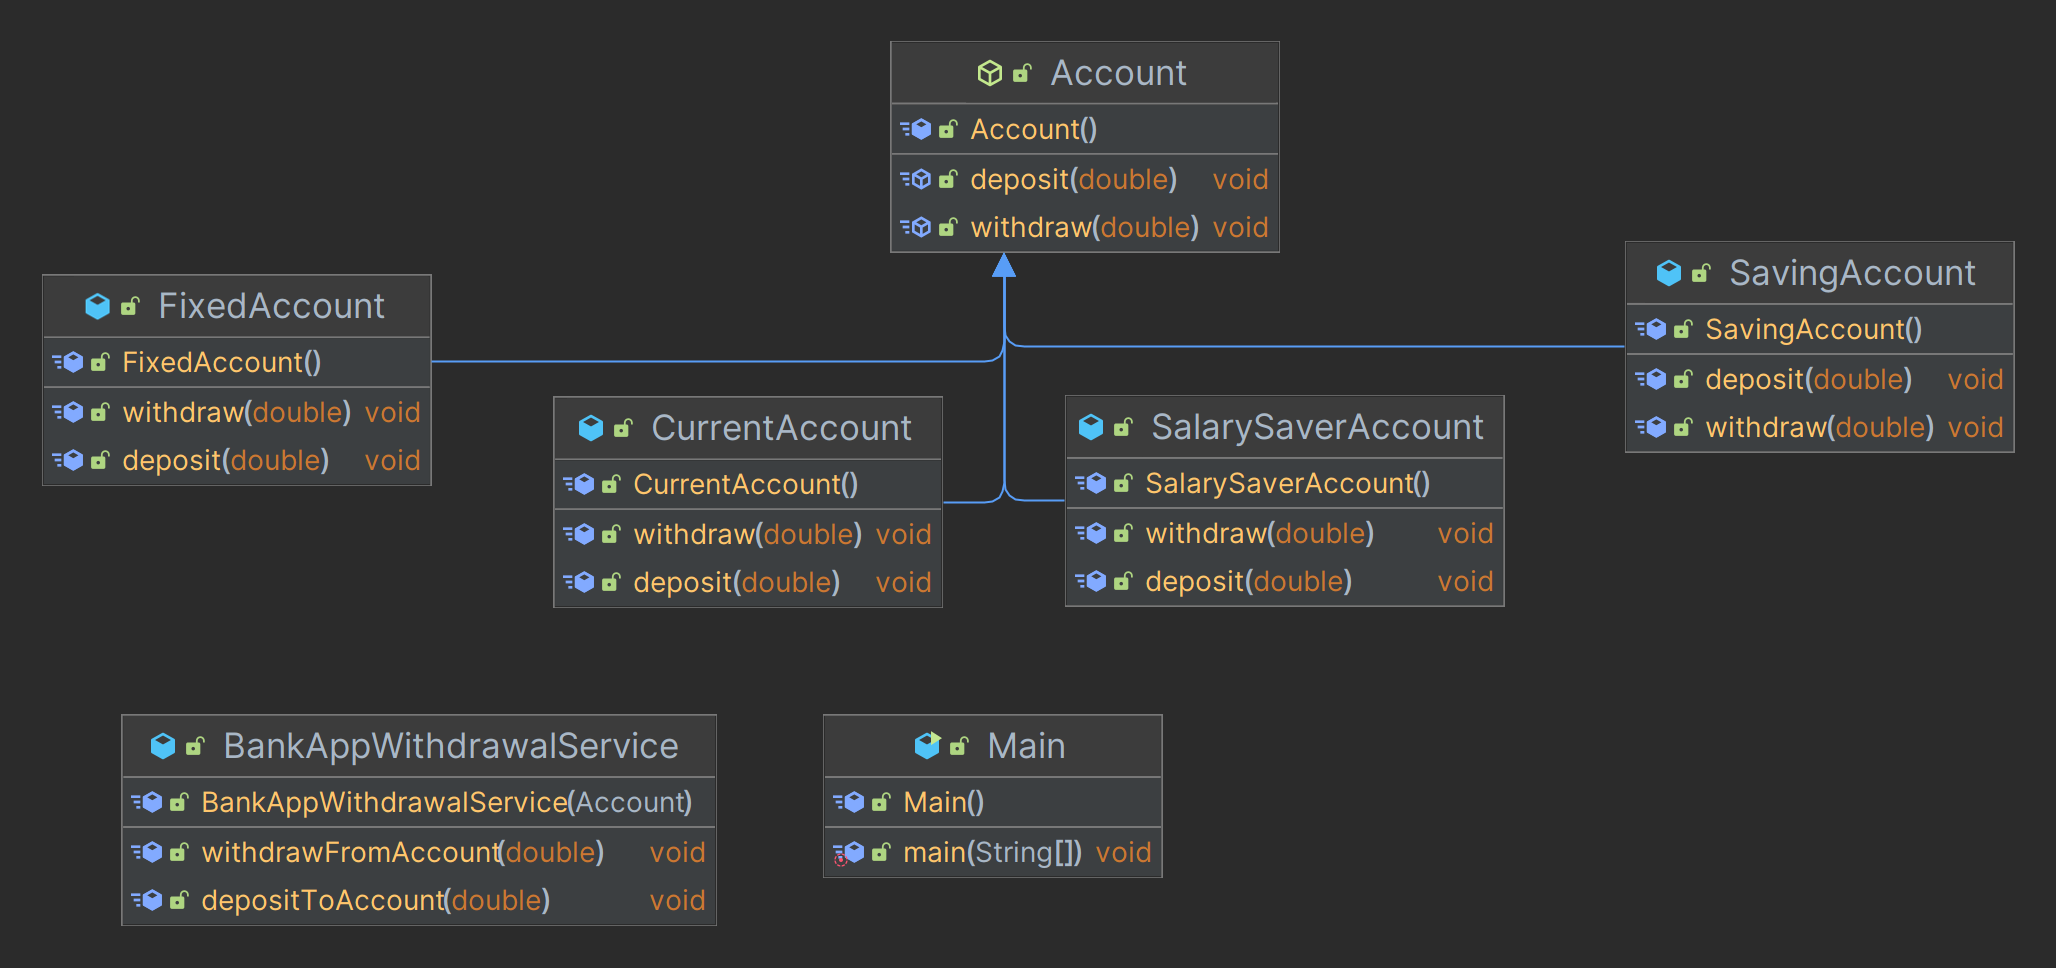 Account
Account()
deposit(double) void
withdraw(double) void
FixedAccount
FixedAccount()
withdraw(double) void
deposit(double) void
CurrentAccount
CurrentAccount()
withdraw(double) void
deposit(double) void
SalarySaverAccount
SalarySaverAccount()
withdraw(double) void
deposit(double) void
SavingAccount
SavingAccount()
deposit(double) void
withdraw(double) void
BankAppWithdrawalService
BankAppWithdrawalService(Account)
withdrawFromAccount(double) void
depositToAccount(double) void
Main
Main()
main(String[]) void